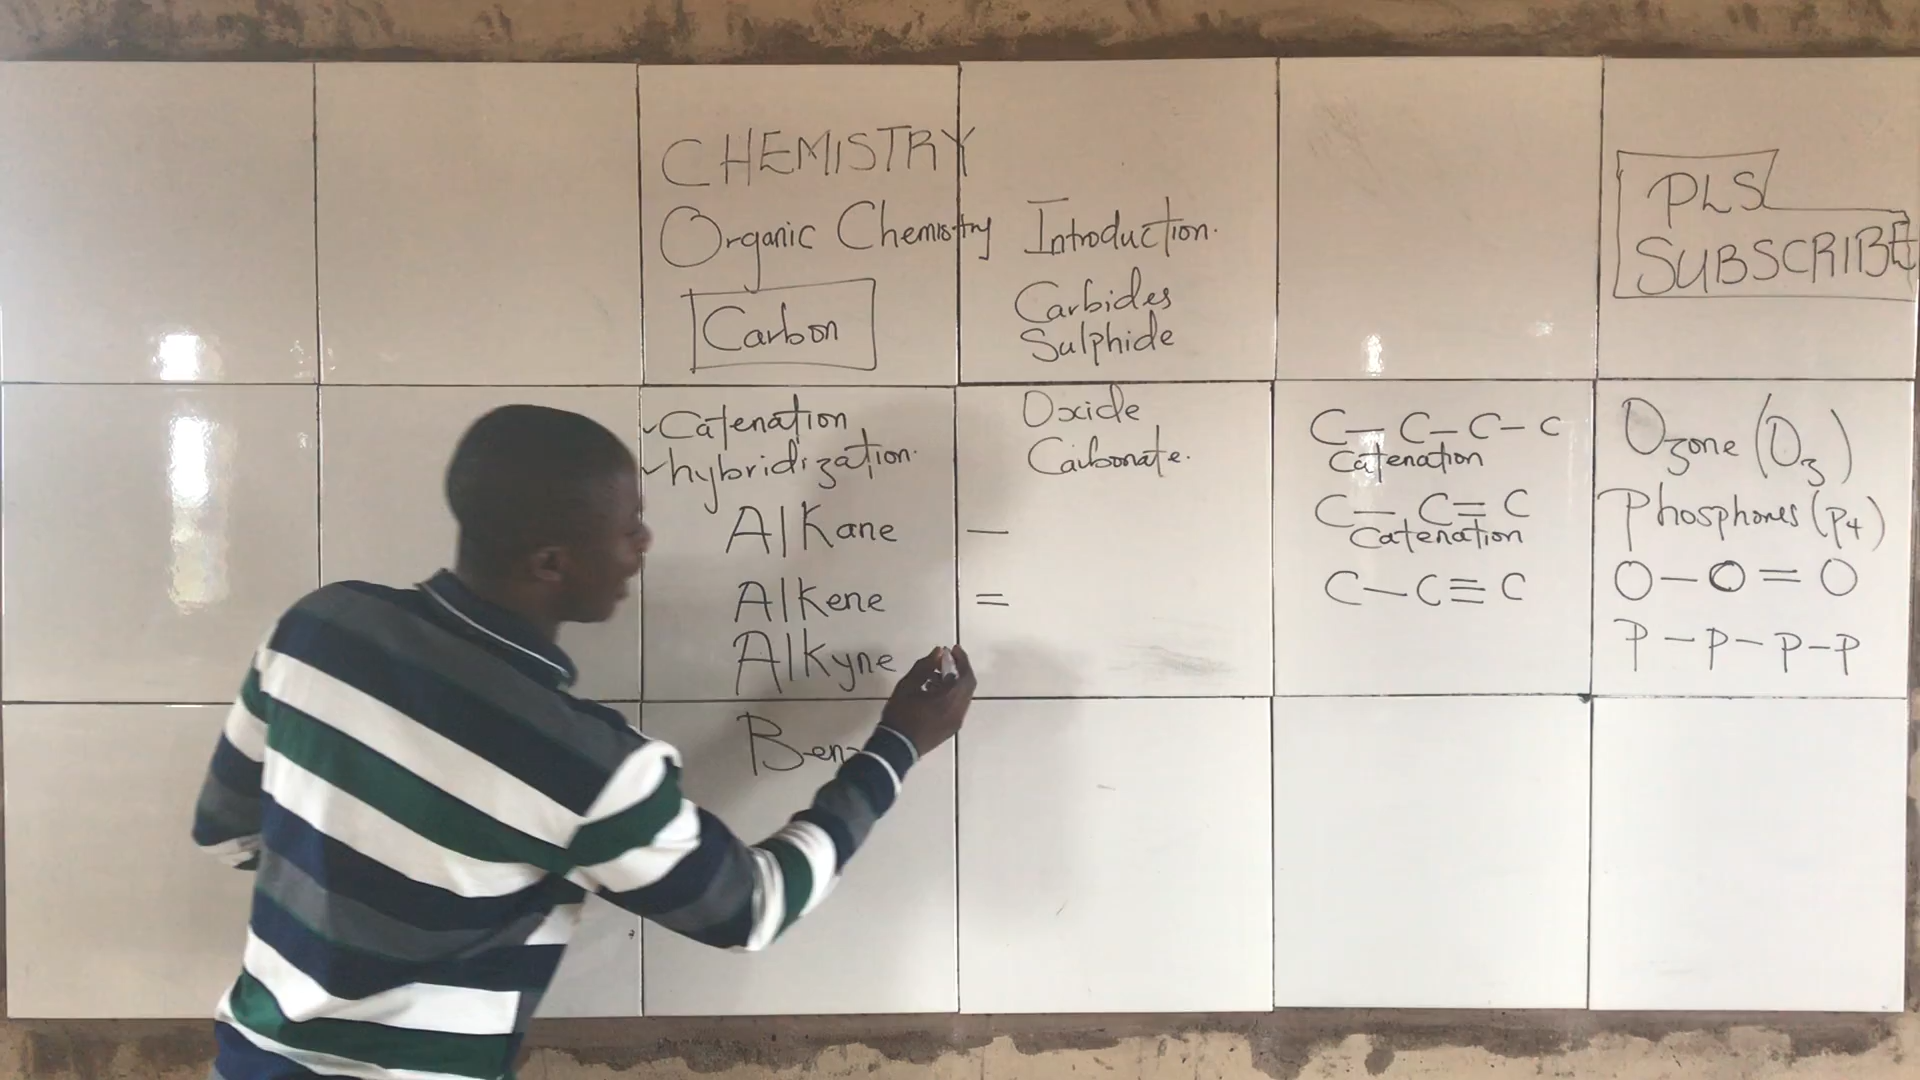 CHEMISTRY
Organic Chemistry Introduction.
Carbon
Carbides
Sulphide
Oxide
Carbonate.
Catenation
hybridization.
Alkane —
Alkene =
Alkyne
Benz
C — C — C — C
Catenation
C — C = C
Catenation
C — C ≡ C
PLS
SUBSCRIBE
Ozone (O3)
(P4)
O — O = O
P — P — P — P